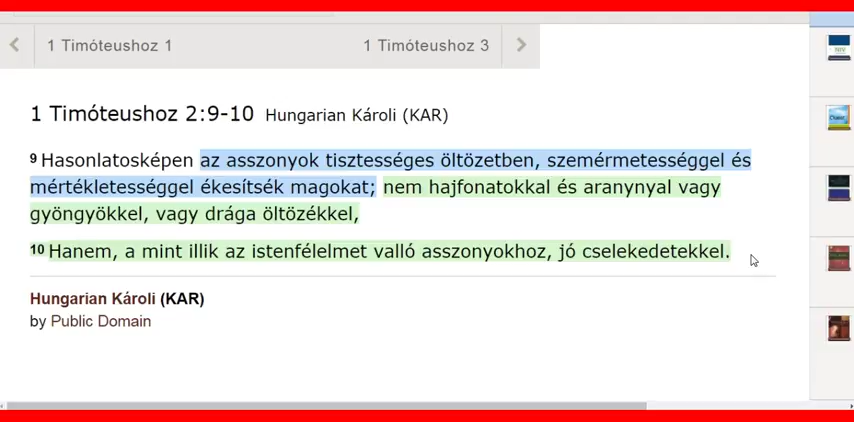 1 Timóteushoz 1
1 Timóteushoz 3
1 Timóteushoz 2:9-10 Hungarian Károli (KAR)
9 Hasonlatosképen az asszonyok tisztességes öltözetben, szemérmetességgel és
mértékletességgel ékesítsék magokat; nem hajfonatokkal és aranynyal vagy
gyöngyökkel, vagy drága öltözékkel,
10 Hanem, a mint illik az istenfélelmet valló asszonyokhoz, jó cselekedetekkel.
Hungarian Károli (KAR)
by Public Domain
NIV